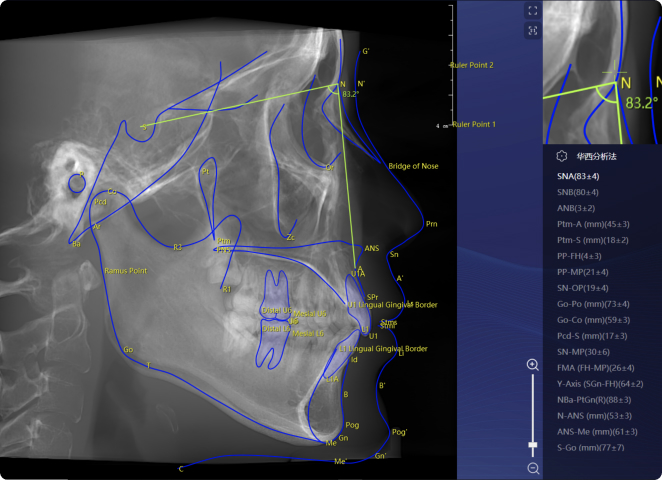 G'
Ruler Point 2
N
N'
83.2°
4 cm
Ruler Point 1
S
Bridge of Nose
Or
P
Pt
Co
Pcd
Prn
Ar
Ba
R3
Ptm
ZL
ANS
Sn
Ramus Point
A
U1A
A'
R1
SPr
U1 Lingual Gingival Border
Distal U6
Mesial U6
Stms
Stmi
Distal L6
Mesial L6
L1
U1
L1 Lingual Gingival Border
Li
Go
T
Id
L1A
B
B'
Pog
Pog'
Gn
Me
Me'
Gn'
C
N
83.2°
华西分析法
SNA(83±4)
SNB(80±4)
ANB(3±2)
Ptm-A (mm)(45±3)
Ptm-S (mm)(18±2)
PP-FH(4±3)
PP-MP(21±4)
SN-OP(19±4)
Go-Po (mm)(73±4)
Go-Co (mm)(59±3)
Pcd-S (mm)(17±3)
SN-MP(30±6)
FMA (FH-MP)(26±4)
Y-Axis (SGn-FH)(64±2)
NBa-PtGn(R)(88±3)
N-ANS (mm)(53±3)
ANS-Me (mm)(61±3)
S-Go (mm)(77±7)